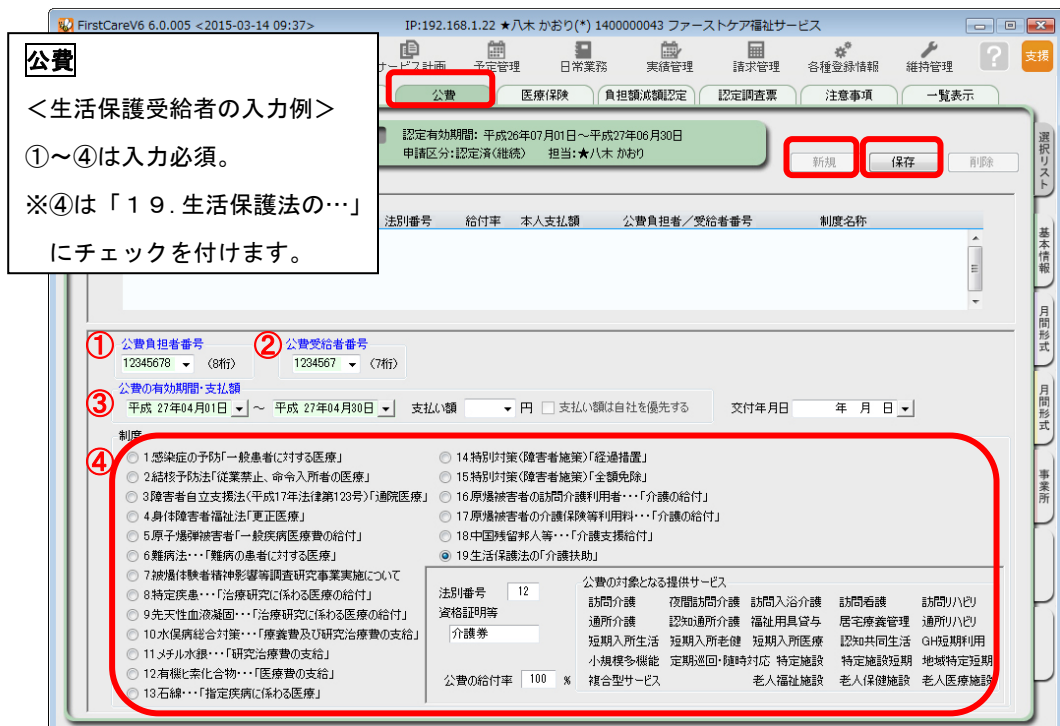 FirstCareV6 6.0.005 <2015-03-14 09:37> IP:192.168.1.22 ★八木 かおり(*) 1400000043 ファーストケア福祉サービス
公費
＜生活保護受給者の入力例＞
①～④は入力必須。
※④は「１９.生活保護法の…」
にチェックを付けます。
サービス計画 予定管理 日常業務 実績管理 請求管理 各種登録情報 維持管理 ? 支援
公費 医療保険 負担額減額認定 認定調査票 注意事項 一覧表示
認定有効期間: 平成26年07月01日～平成27年06月30日
申請区分:認定済(継続) 担当:★八木 かおり
新規 保存 削除
法別番号 給付率 本人支払額 公費負担者／受給者番号 制度名称
選択リスト
基本情報
月間形式
月間形式
事業所
① 公費負担者番号 ② 公費受給者番号
12345678 (8桁) 1234567 (7桁)
公費の有効期間・支払額
③ 平成 27年04月01日 ～ 平成 27年04月30日 支払い額 円 支払い額は自社を優先する 交付年月日 年 月 日
制度
④
1感染症の予防「一般患者に対する医療」
2結核予防法「従業禁止、命令入所者の医療」
3障害者自立支援法(平成17年法律第123号)「通院医療」
4身体障害者福祉法「更正医療」
5原子爆弾被害者「一般疾病医療費の給付」
6難病法・・・「難病の患者に対する医療」
7被爆体験者精神影響等調査研究事業実施について
8特定疾患・・・「治療研究に係わる医療の給付」
9先天性血液凝固・・・「治療研究に係わる医療の給付」
10水俣病総合対策・・・「療養費及び研究治療費の支給」
11メチル水銀・・・「研究治療費の支給」
12有機ヒ素化合物・・・「医療費の支給」
13石綿・・・「指定疾病に係わる医療」
14特別対策(障害者施策)「経過措置」
15特別対策(障害者施策)「全額免除」
16原爆被害者の訪問介護利用者・・・「介護の給付」
17原爆被害者の介護保険等利用料・・・「介護の給付」
18中国残留邦人等・・・「介護支援給付」
19生活保護法の「介護扶助」
法別番号 12
資格証明等
介護券
公費の給付率 100 %
公費の対象となる提供サービス
訪問介護 夜間訪問介護 訪問入浴介護 訪問看護 訪問リハビリ
通所介護 認知通所介護 福祉用具貸与 居宅療養管理 通所リハビリ
短期入所生活 短期入所老健 短期入所医療 認知共同生活 GH短期利用
小規模多機能 定期巡回・随時対応 特定施設 特定施設短期 地域特定短期
複合型サービス 老人福祉施設 老人保健施設 老人医療施設